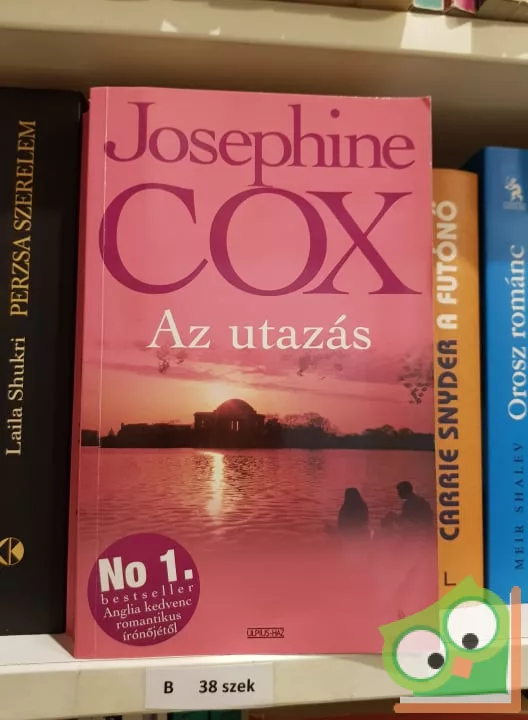 Josephine
COX
Az utazás
No 1.
bestseller
Anglia kedvenc
romantikus
írónőjétől
ULPIUS-HÁZ
Laila Shukri PERZSA SZERELEM
CARRIE SNYDER A FUTÓNŐ
MEIR SHALEV Orosz románc
B 38 szek